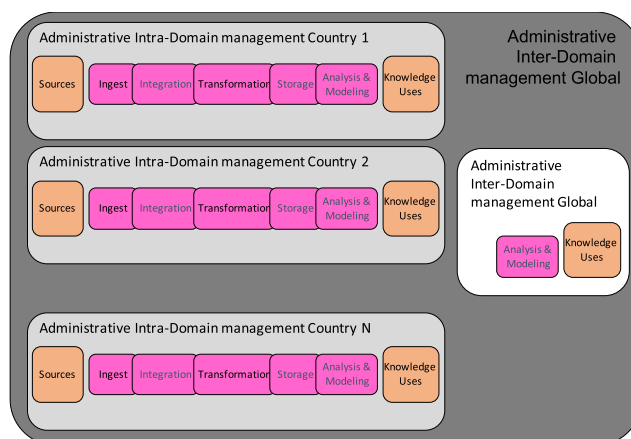 Administrative
Inter-Domain
management Global
Administrative Intra-Domain management Country 1
Sources
Ingest
Integration
Transformation
Storage
Analysis &
Modeling
Knowledge
Uses
Administrative Intra-Domain management Country 2
Sources
Ingest
Integration
Transformation
Storage
Analysis &
Modeling
Knowledge
Uses
Administrative
Inter-Domain
management Global
Analysis &
Modeling
Knowledge
Uses
Administrative Intra-Domain management Country N
Sources
Ingest
Integration
Transformation
Storage
Analysis &
Modeling
Knowledge
Uses